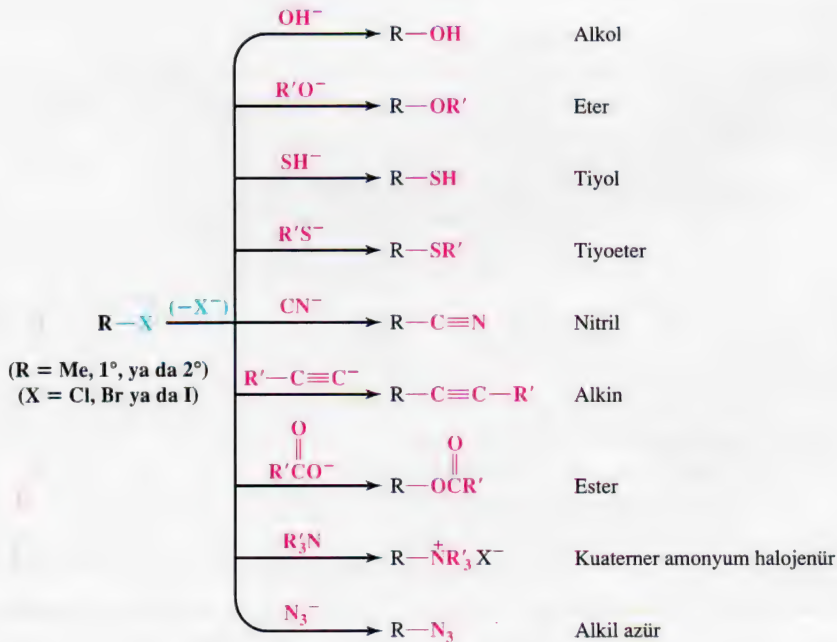 OH⁻
R—OH Alkol
R′O⁻
R—OR′ Eter
SH⁻
R—SH Tiyol
R′S⁻
R—SR′ Tiyoeter
R—X (−X⁻)
CN⁻
R—C≡N Nitril
(R = Me, 1°, ya da 2°)
(X = Cl, Br ya da I)
R′—C≡C⁻
R—C≡C—R′ Alkin
O
R′CO⁻
O
R—OCR′ Ester
R′₃N
R—N⁺R′₃ X⁻ Kuaterner amonyum halojenür
N₃⁻
R—N₃ Alkil azür